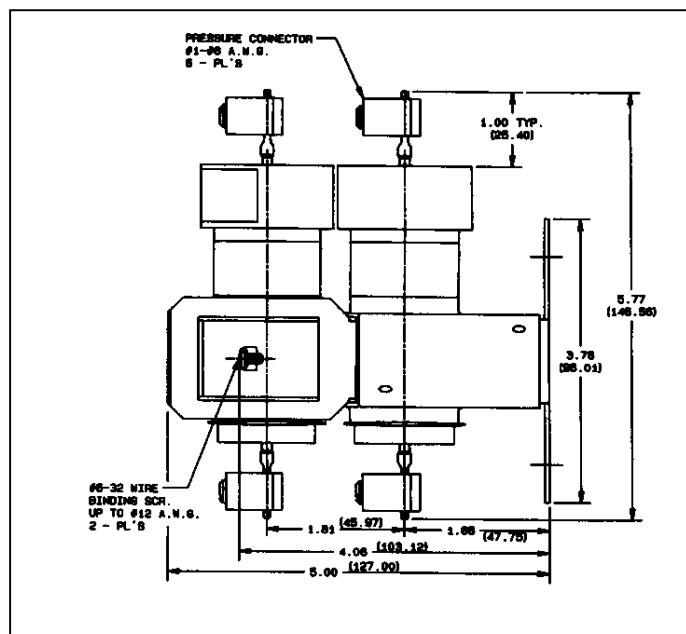 PRESSURE CONNECTOR
#1-#6 A.W.G.
6 - PL'S
1.00 TYP.
(25.40)
5.77
(146.56)
3.78
(96.01)
#6-32 WIRE
BINDING SCR.
UP TO #12 A.W.G.
2 - PL'S
1.81 (45.97)
1.88 (47.75)
4.06 (103.12)
5.00 (127.00)